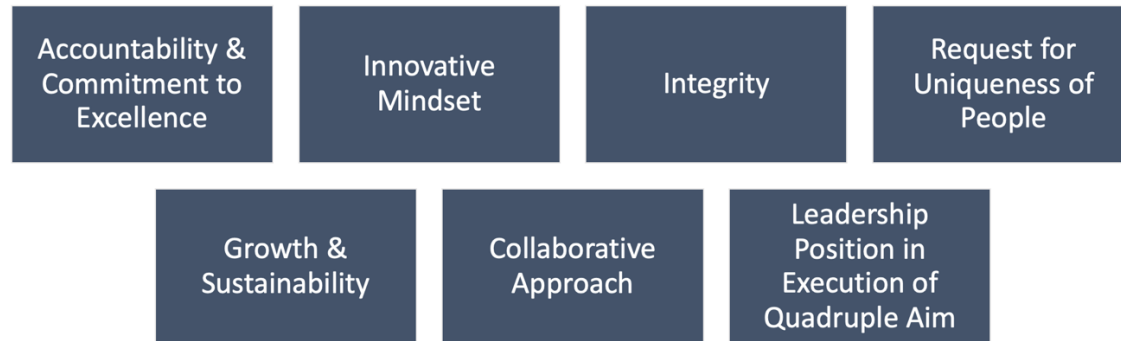 Accountability &
Commitment to
Excellence
Innovative
Mindset
Integrity
Request for
Uniqueness of
People
Growth &
Sustainability
Collaborative
Approach
Leadership
Position in
Execution of
Quadruple Aim